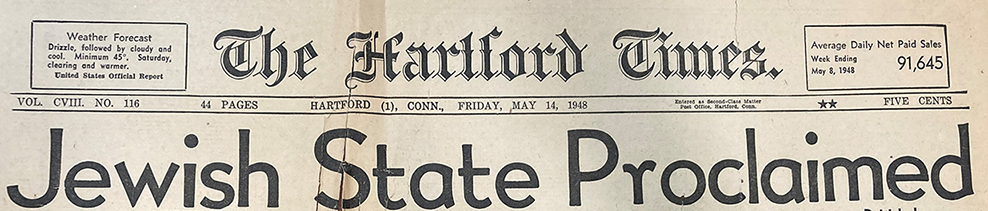 Weather Forecast
Drizzle, followed by cloudy and
cool. Minimum 45°. Saturday,
clearing and warmer.
United States Official Report
The Hartford Times.
Average Daily Net Paid Sales
Week Ending
May 8, 1948
91,645
VOL. CVIII. NO. 116
44 PAGES
HARTFORD (1), CONN., FRIDAY, MAY 14, 1948
Entered as Second-Class Matter
Post Office, Hartford, Conn.
★★
FIVE CENTS
Jewish State Proclaimed